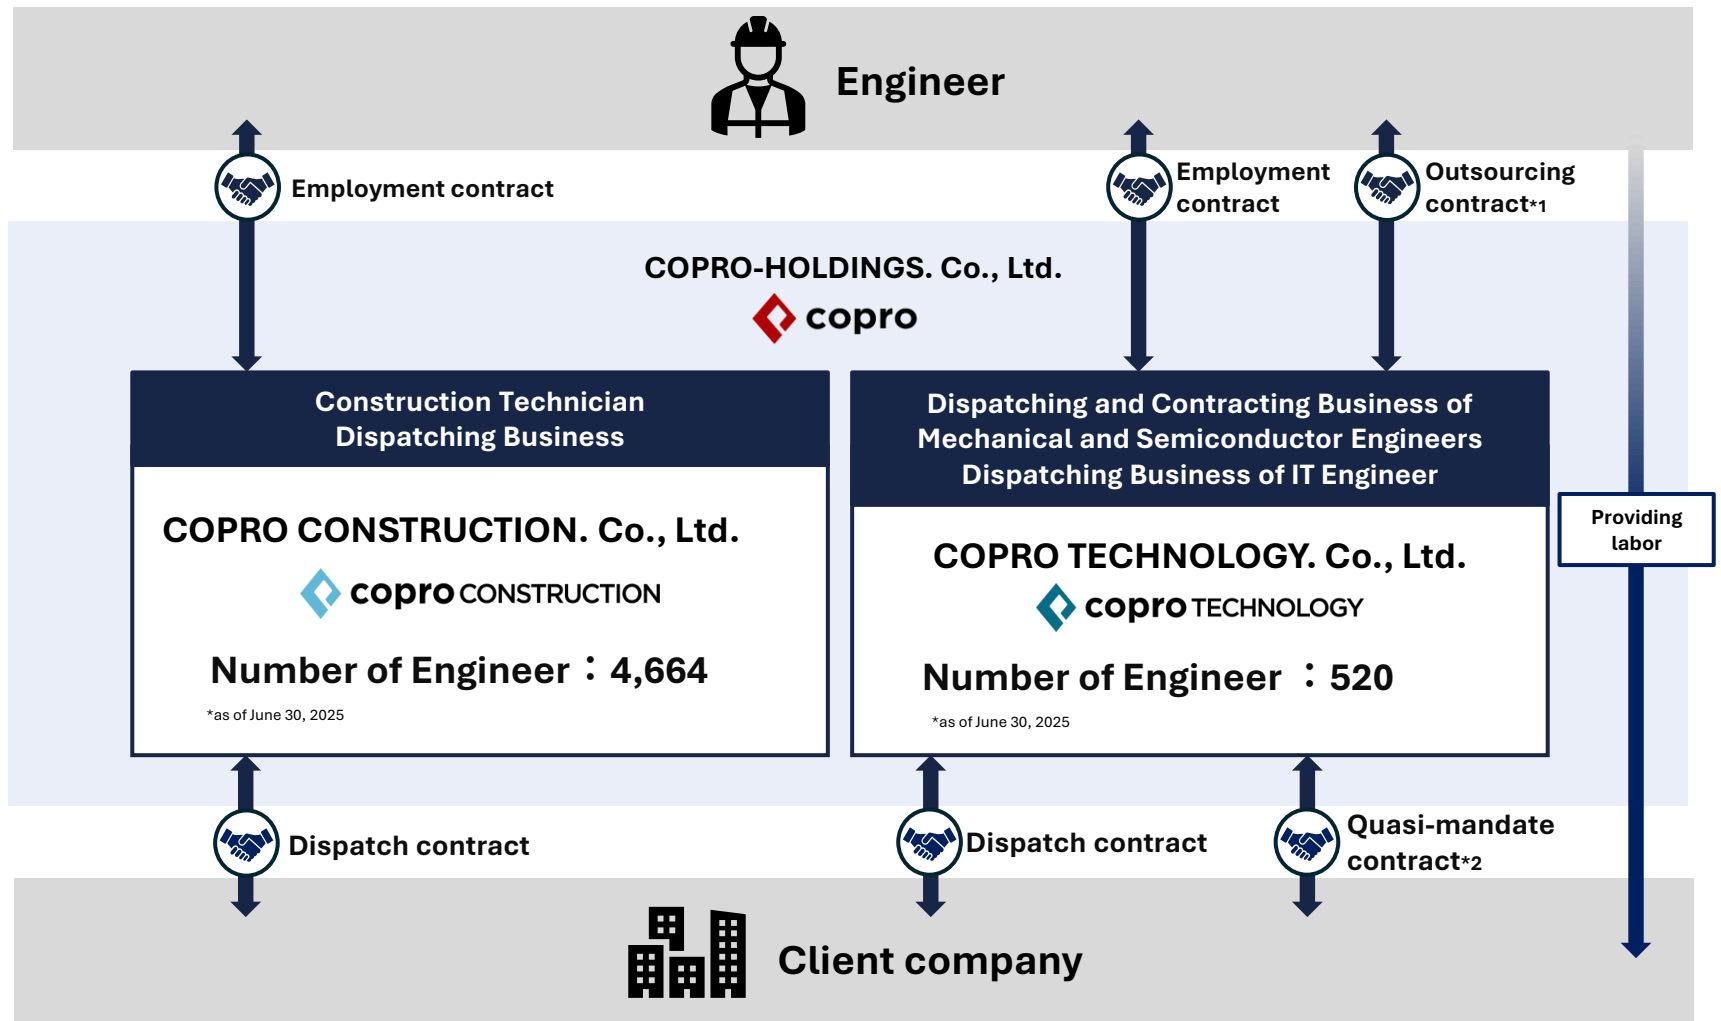 Engineer
Employment contract
Employment
contract
Outsourcing
contract*1
COPRO-HOLDINGS. Co., Ltd.
copro
Construction Technician
Dispatching Business
Dispatching and Contracting Business of
Mechanical and Semiconductor Engineers
Dispatching Business of IT Engineer
COPRO CONSTRUCTION. Co., Ltd.
copro CONSTRUCTION
Number of Engineer：4,664
*as of June 30, 2025
COPRO TECHNOLOGY. Co., Ltd.
copro TECHNOLOGY
Number of Engineer ：520
*as of June 30, 2025
Providing
labor
Dispatch contract
Dispatch contract
Quasi-mandate
contract*2
Client company